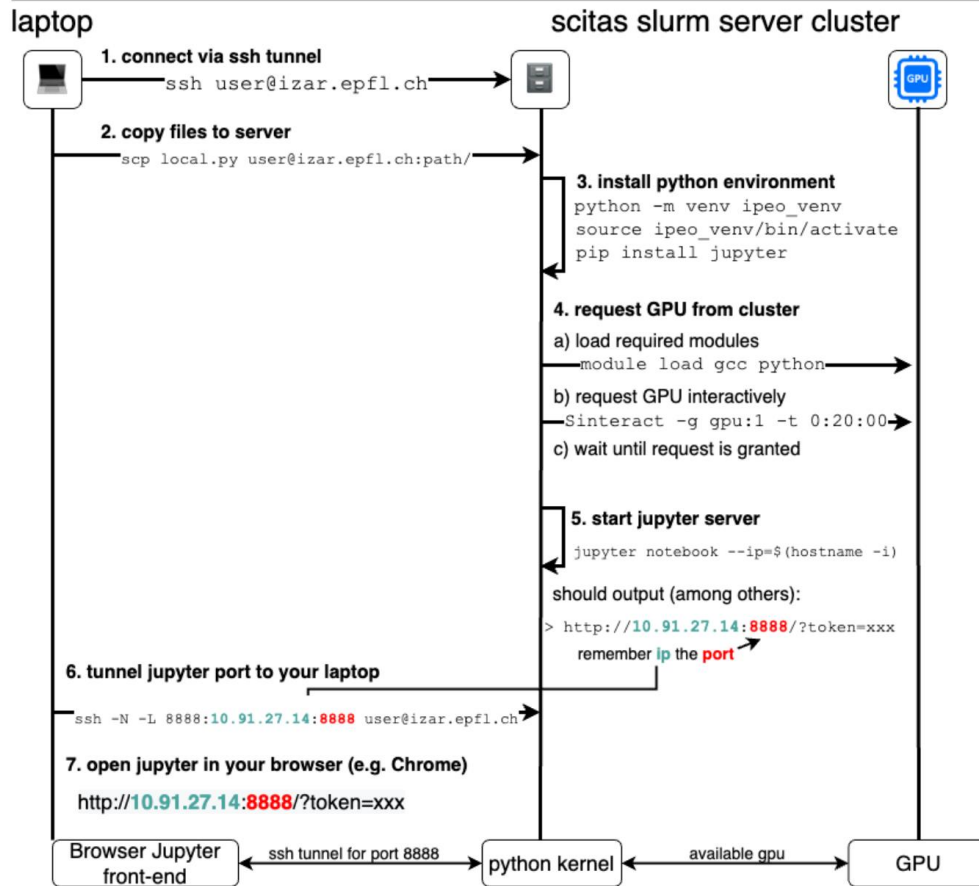 laptop
scitas slurm server cluster
GPU
1. connect via ssh tunnel
ssh user@izar.epfl.ch
2. copy files to server
scp local.py user@izar.epfl.ch:path/
3. install python environment
python -m venv ipeo_venv
source ipeo_venv/bin/activate
pip install jupyter
4. request GPU from cluster
a) load required modules
module load gcc python
b) request GPU interactively
Sinteract -g gpu:1 -t 0:20:00
c) wait until request is granted
5. start jupyter server
jupyter notebook --ip=$(hostname -i)
should output (among others):
> http://10.91.27.14:8888/?token=xxx
remember ip the port
6. tunnel jupyter port to your laptop
ssh -N -L 8888:10.91.27.14:8888 user@izar.epfl.ch
7. open jupyter in your browser (e.g. Chrome)
http://10.91.27.14:8888/?token=xxx
Browser Jupyter
front-end
ssh tunnel for port 8888
python kernel
available gpu
GPU